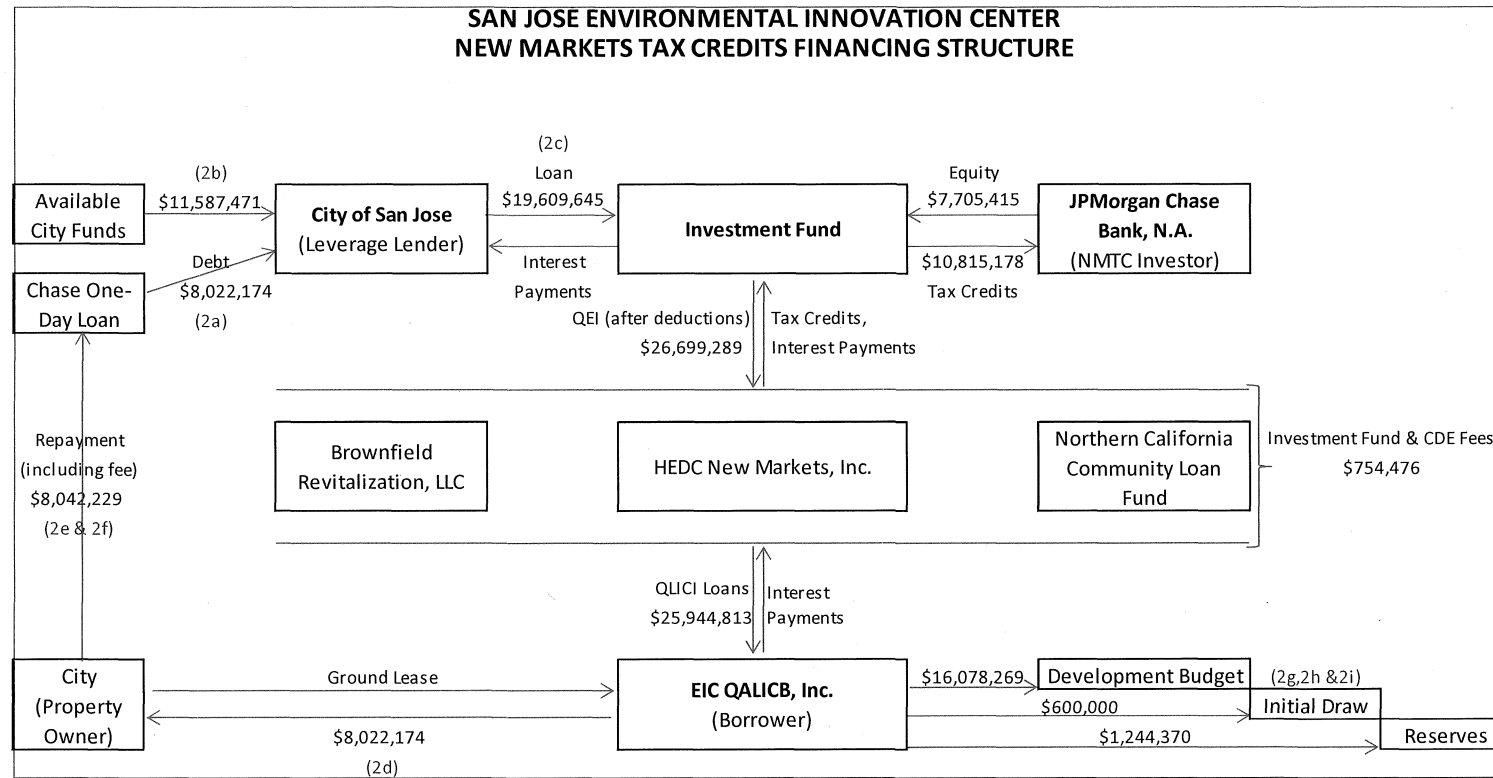 SAN JOSE ENVIRONMENTAL INNOVATION CENTER
NEW MARKETS TAX CREDITS FINANCING STRUCTURE
Available
City Funds
(2b)
$11,587,471
City of San Jose
(Leverage Lender)
(2c)
Loan
$19,609,645
Interest
Payments
Investment Fund
Equity
$7,705,415
$10,815,178
Tax Credits
JPMorgan Chase
Bank, N.A.
(NMTC Investor)
Chase One-
Day Loan
Debt
$8,022,174
(2a)
QEI (after deductions)
$26,699,289
Tax Credits,
Interest Payments
Repayment
(including fee)
$8,042,229
(2e & 2f)
Brownfield
Revitalization, LLC
HEDC New Markets, Inc.
Northern California
Community Loan
Fund
Investment Fund & CDE Fees
$754,476
QLICI Loans
$25,944,813
Interest
Payments
City
(Property
Owner)
Ground Lease
$8,022,174
(2d)
EIC QALICB, Inc.
(Borrower)
$16,078,269
Development Budget
(2g,2h &2i)
$600,000
Initial Draw
$1,244,370
Reserves